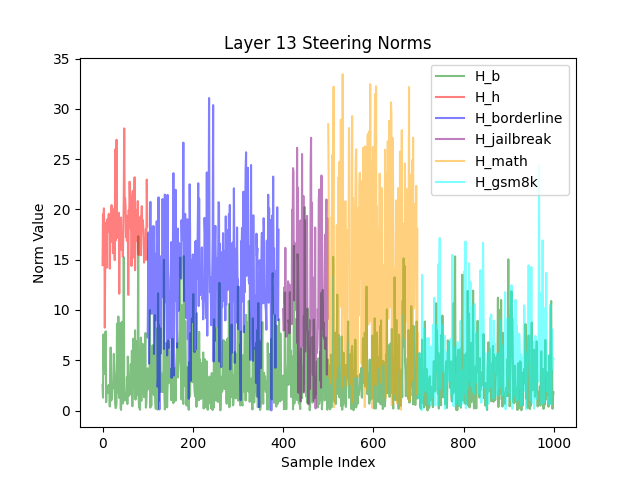 Layer 13 Steering Norms
35
30
25
20
15
10
5
0
Norm Value
H_b
H_h
H_borderline
H_jailbreak
H_math
H_gsm8k
0
200
400
600
800
1000
Sample Index